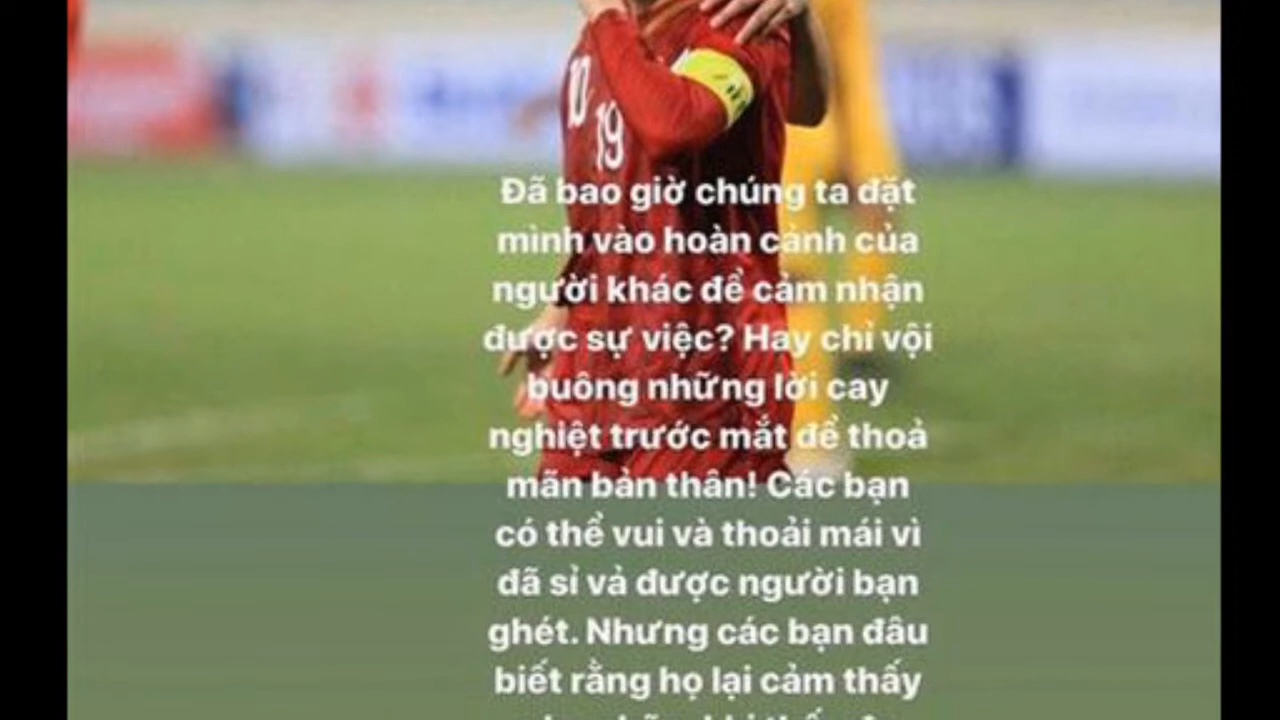 10
19
Đã bao giờ chúng ta đặt
mình vào hoàn cảnh của
người khác để cảm nhận
được sự việc? Hay chỉ vội
buông những lời cay
nghiệt trước mắt để thoả
mãn bản thân! Các bạn
có thể vui và thoải mái vì
đã sỉ vả được người bạn
ghét. Nhưng các bạn đâu
biết rằng họ lại cảm thấy